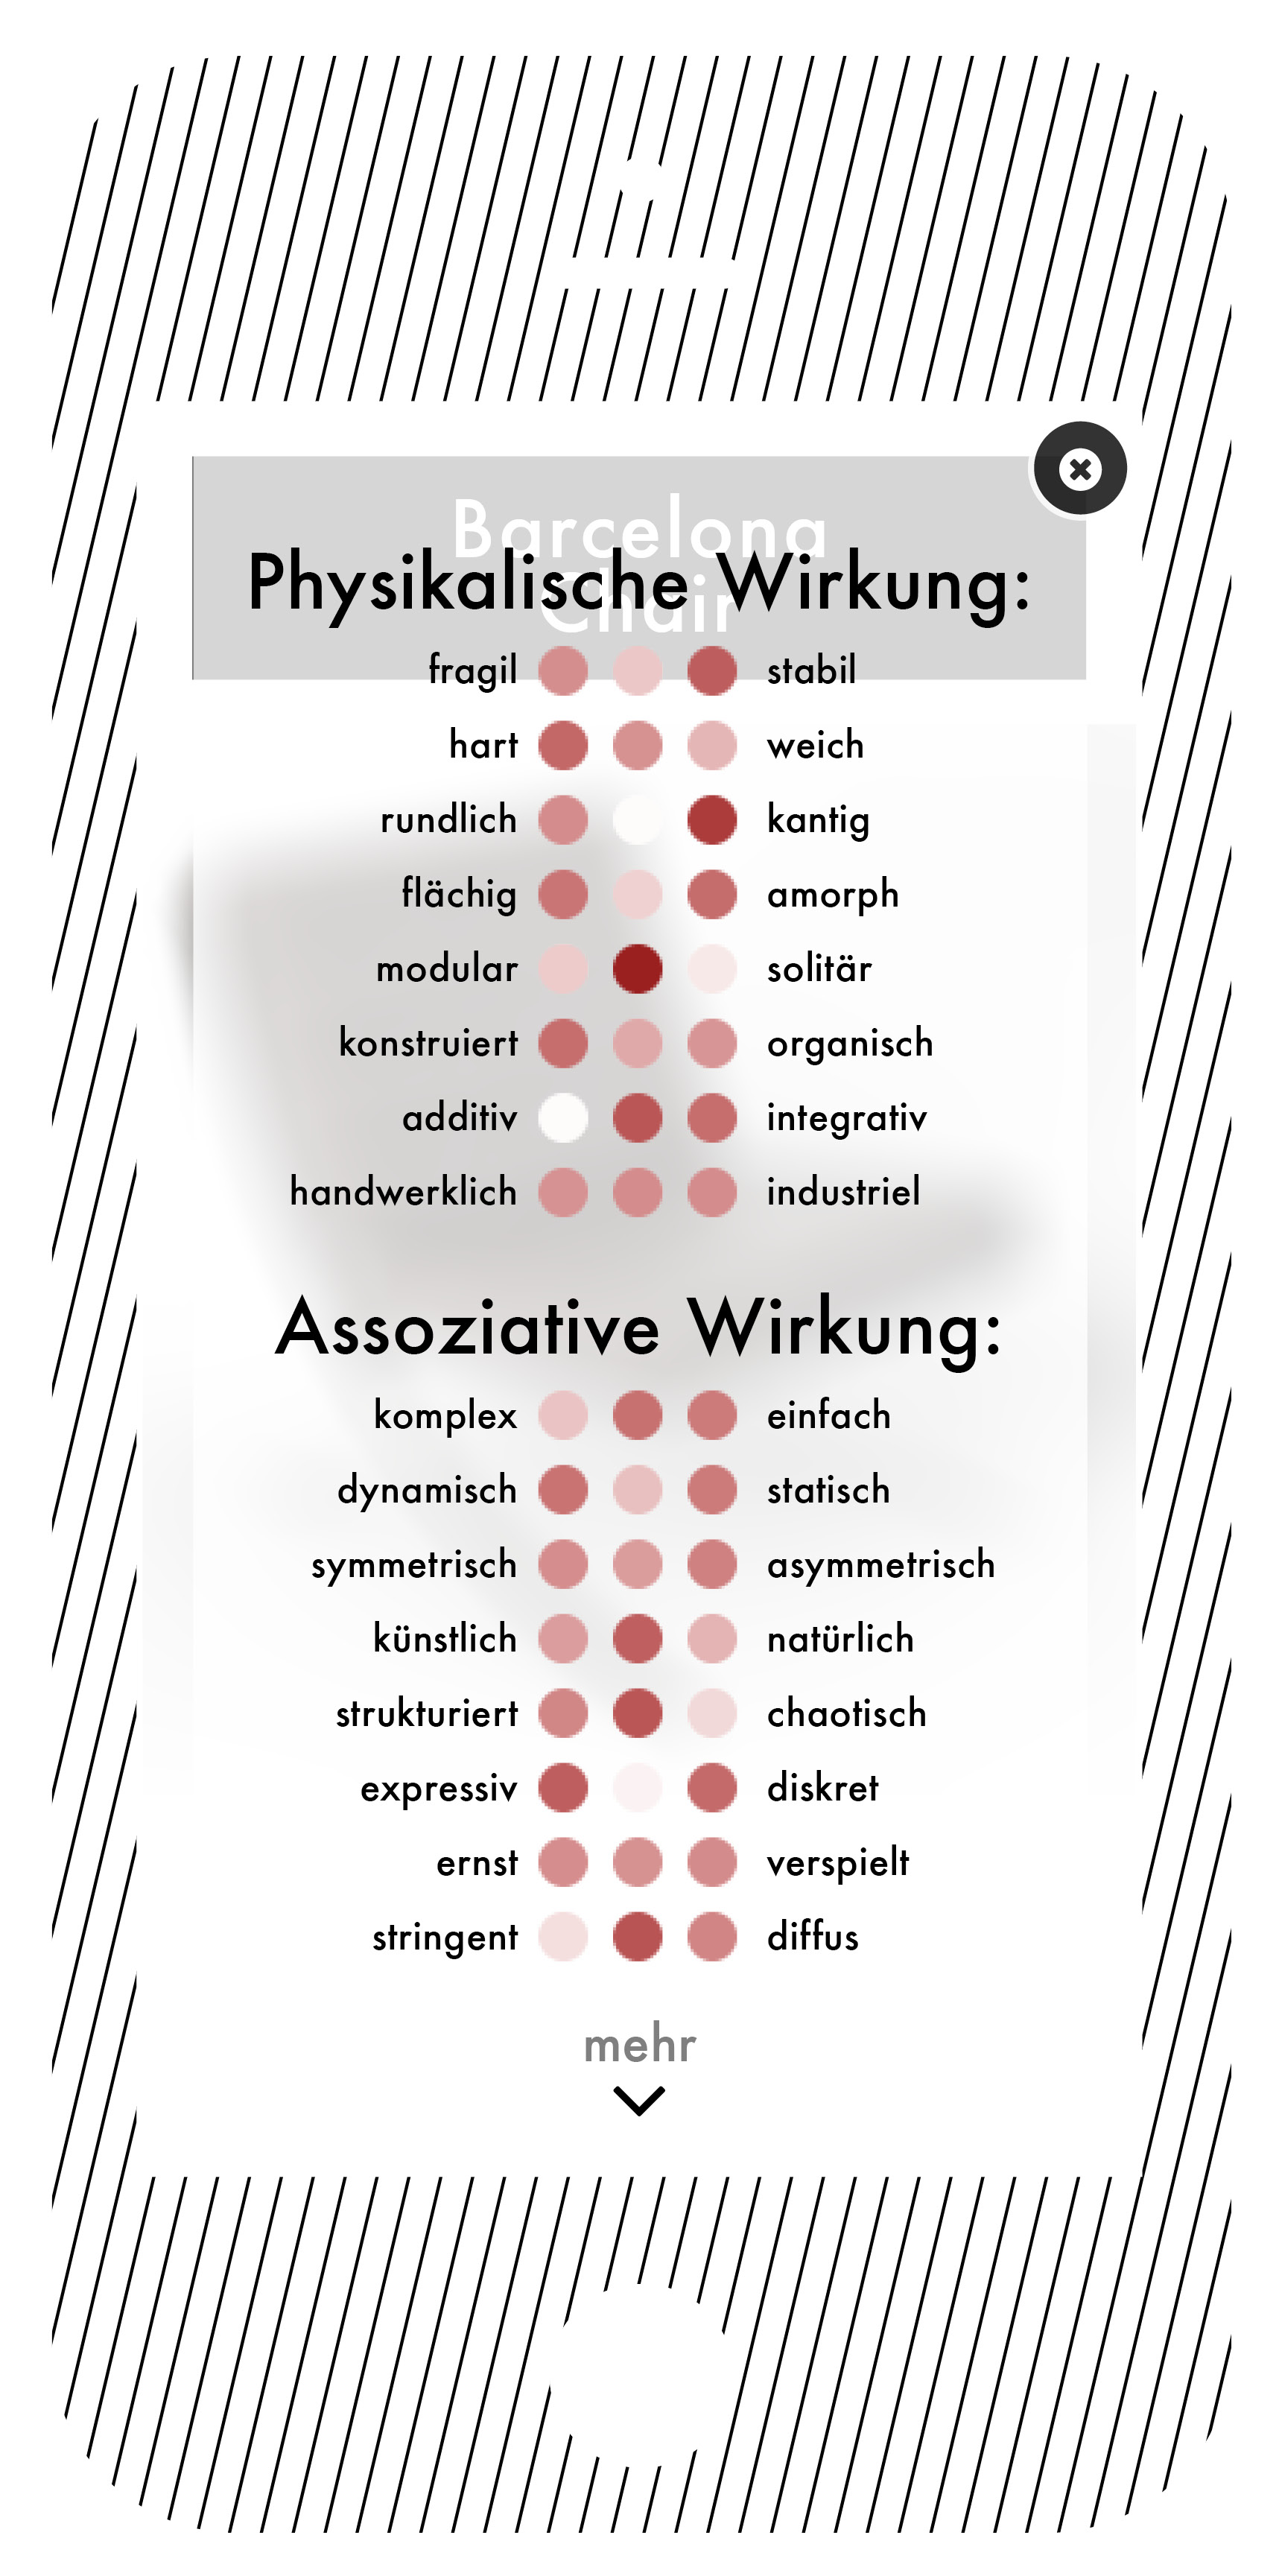 Barcelona
Chair
Physikalische Wirkung:
fragil stabil
hart weich
rundlich kantig
flächig amorph
modular solitär
konstruiert organisch
additiv integrativ
handwerklich industriel
Assoziative Wirkung:
komplex einfach
dynamisch statisch
symmetrisch asymmetrisch
künstlich natürlich
strukturiert chaotisch
expressiv diskret
ernst verspielt
stringent diffus
mehr